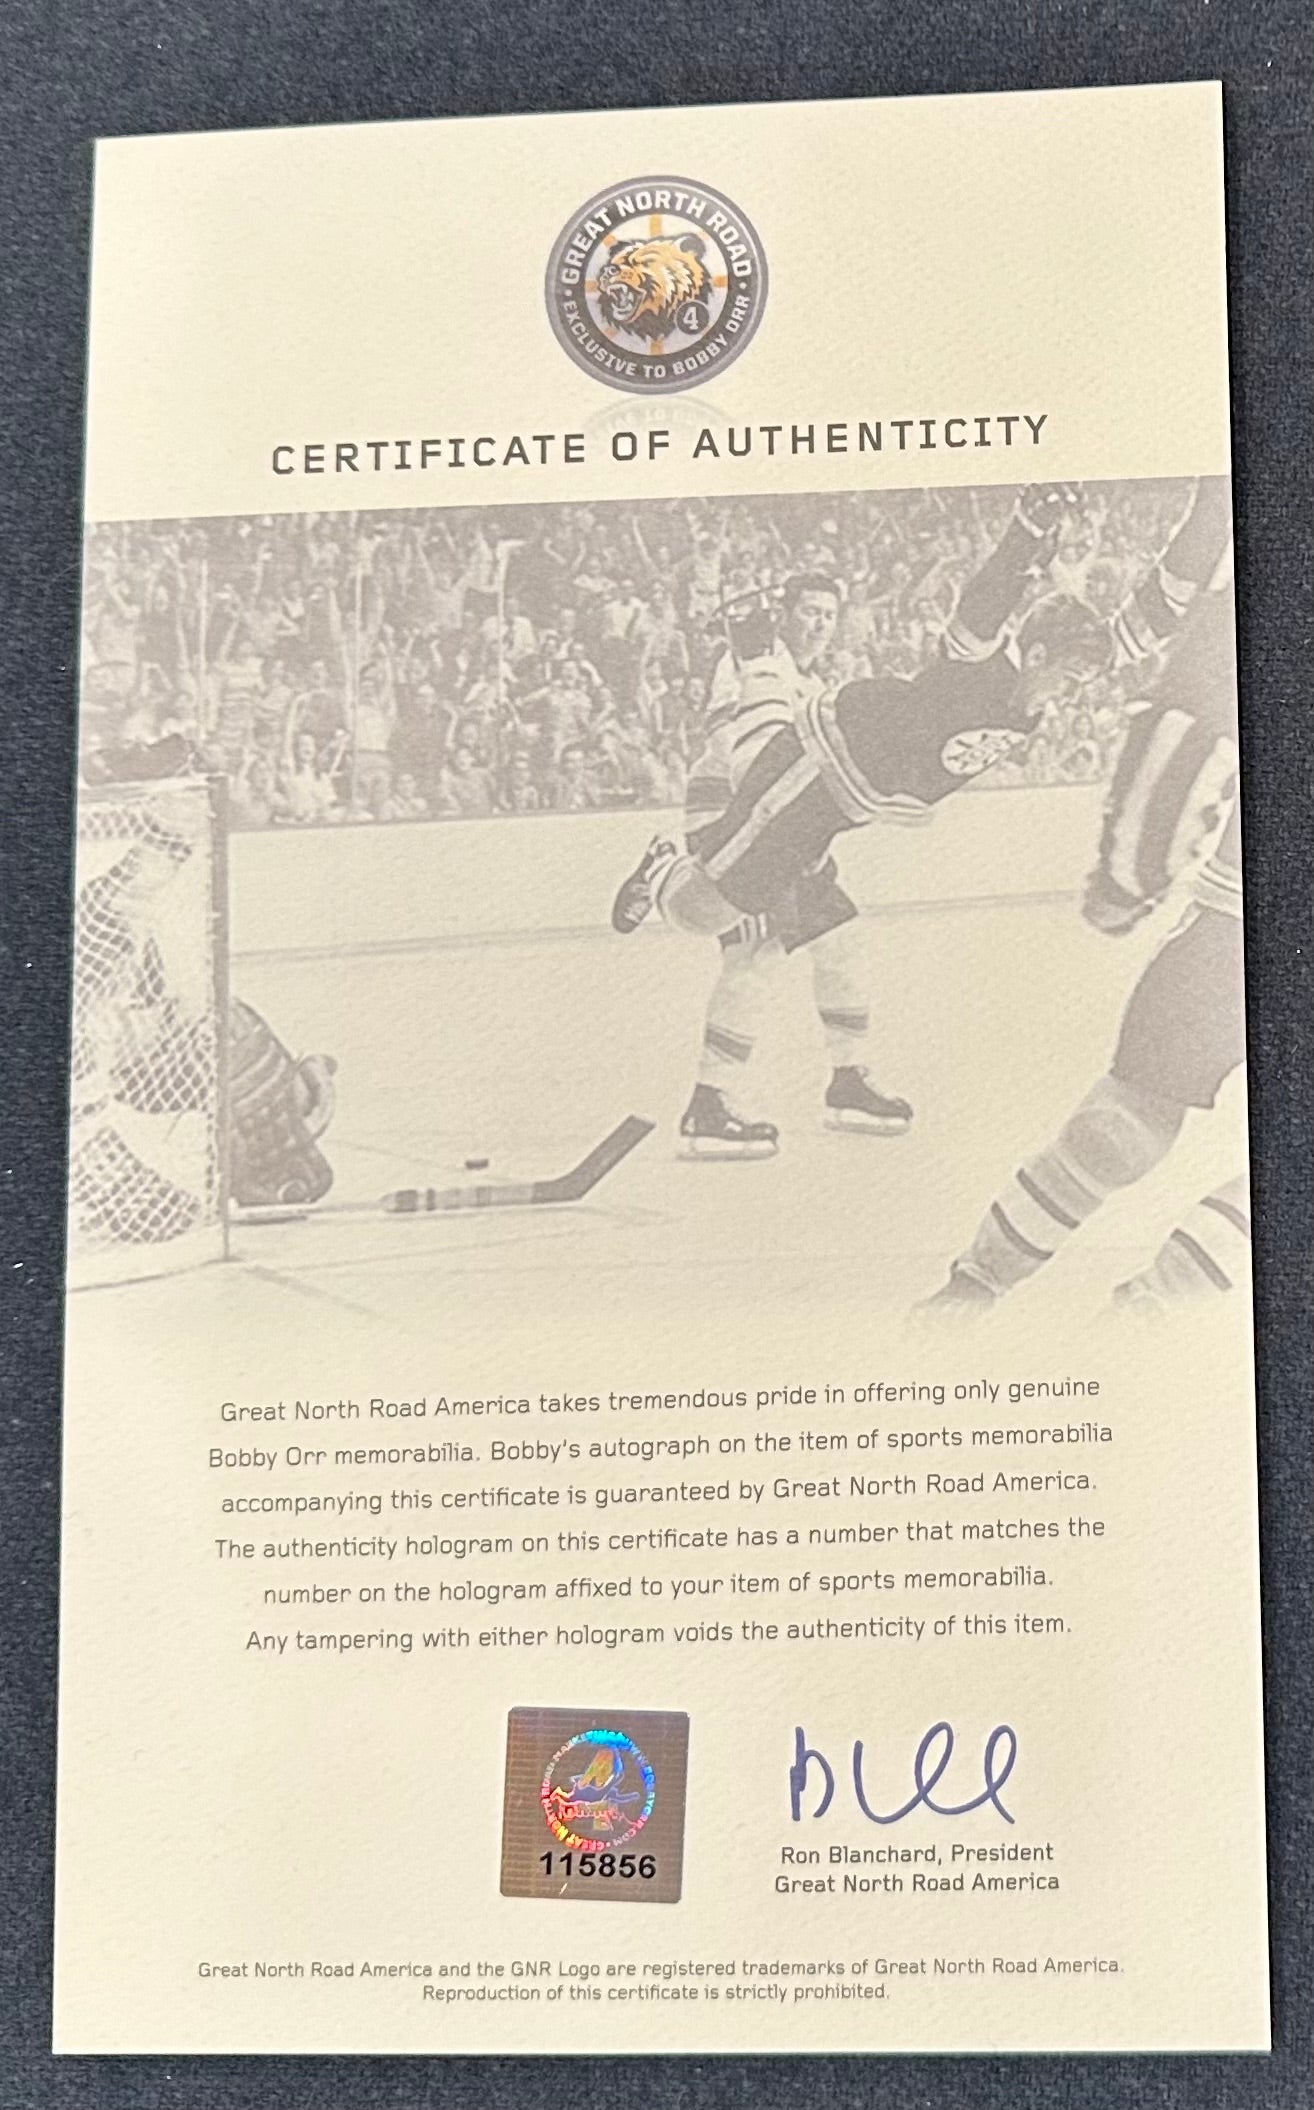 GREAT NORTH ROAD
4
EXCLUSIVE TO BOBBY ORR
CERTIFICATE OF AUTHENTICITY
Great North Road America takes tremendous pride in offering only genuine
Bobby Orr memorabilia. Bobby's autograph on the item of sports memorabilia
accompanying this certificate is guaranteed by Great North Road America.
The authenticity hologram on this certificate has a number that matches the
number on the hologram affixed to your item of sports memorabilia.
Any tampering with either hologram voids the authenticity of this item.
115856
Ron Blanchard, President
Great North Road America
Great North Road America and the GNR Logo are registered trademarks of Great North Road America.
Reproduction of this certificate is strictly prohibited.